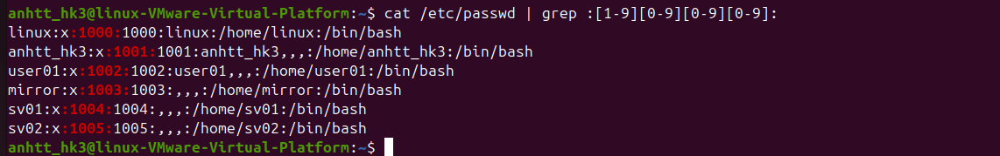 anhtt_hk3@linux-VMware-Virtual-Platform:~$ cat /etc/passwd | grep :[1-9][0-9][0-9][0-9]:
linux:x:1000:1000:linux:/home/linux:/bin/bash
anhtt_hk3:x:1001:1001:anhtt_hk3,,,:/home/anhtt_hk3:/bin/bash
user01:x:1002:1002:user01,,,:/home/user01:/bin/bash
mirror:x:1003:1003:,,,:/home/mirror:/bin/bash
sv01:x:1004:1004:,,,:/home/sv01:/bin/bash
sv02:x:1005:1005:,,,:/home/sv02:/bin/bash
anhtt_hk3@linux-VMware-Virtual-Platform:~$